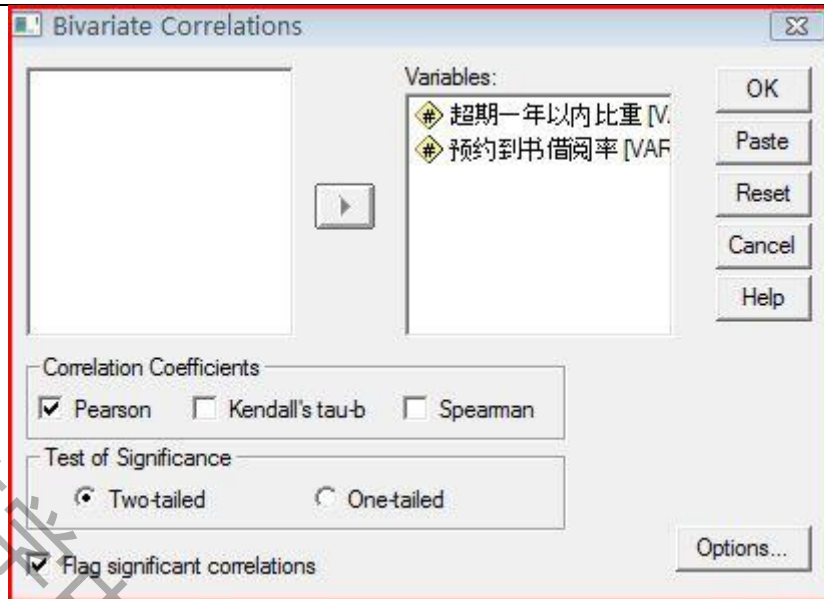 Bivariate Correlations
Variables:
超期一年以内比重 [V.
预约到书借阅率 [VAR
OK
Paste
Reset
Cancel
Help
Correlation Coefficients
Pearson
Kendall's tau-b
Spearman
Test of Significance
Two-tailed
One-tailed
Flag significant correlations
Options...